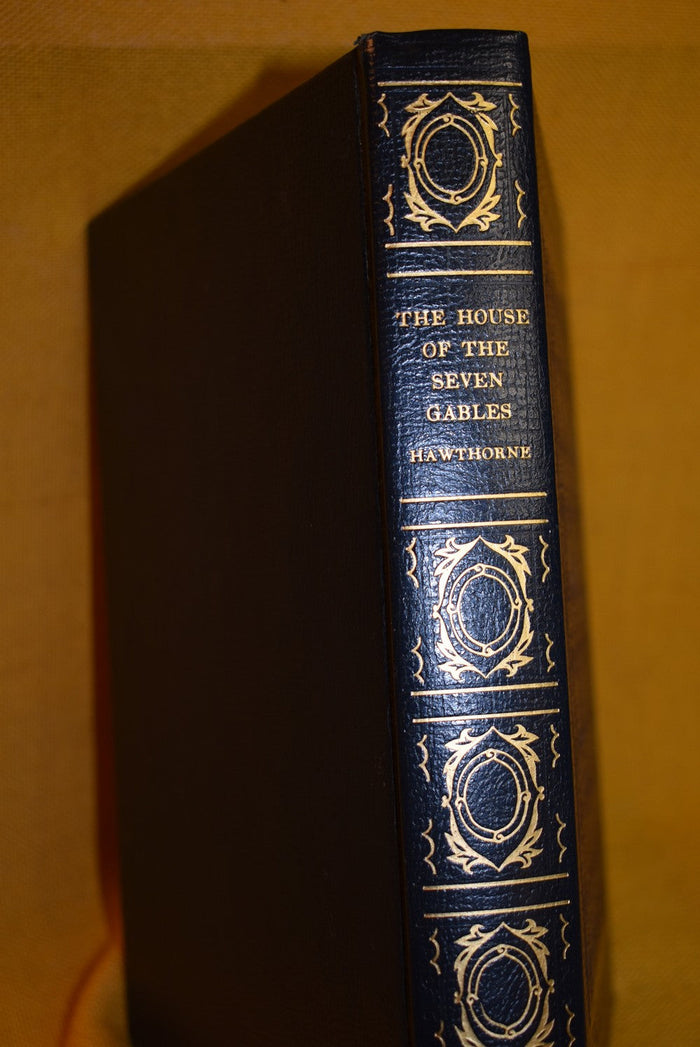 THE HOUSE
OF THE
SEVEN
GABLES
HAWTHORNE